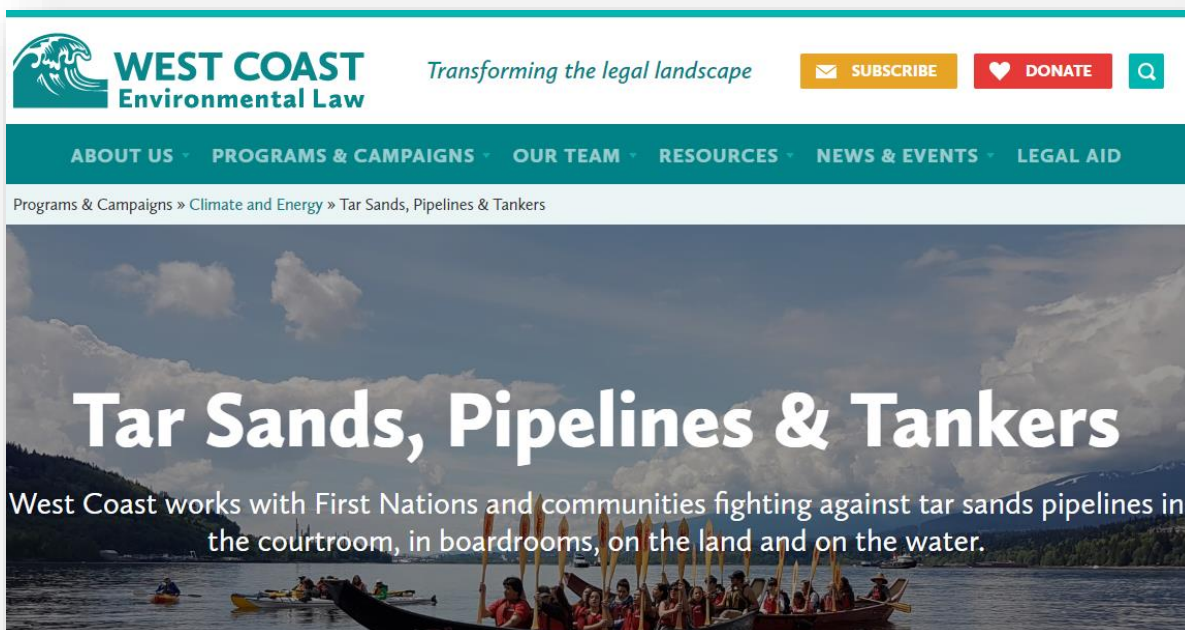 WEST COAST
Environmental Law
Transforming the legal landscape
SUBSCRIBE
DONATE
ABOUT US
PROGRAMS & CAMPAIGNS
OUR TEAM
RESOURCES
NEWS & EVENTS
LEGAL AID
Programs & Campaigns » Climate and Energy » Tar Sands, Pipelines & Tankers
Tar Sands, Pipelines & Tankers
West Coast works with First Nations and communities fighting against tar sands pipelines in
the courtroom, in boardrooms, on the land and on the water.